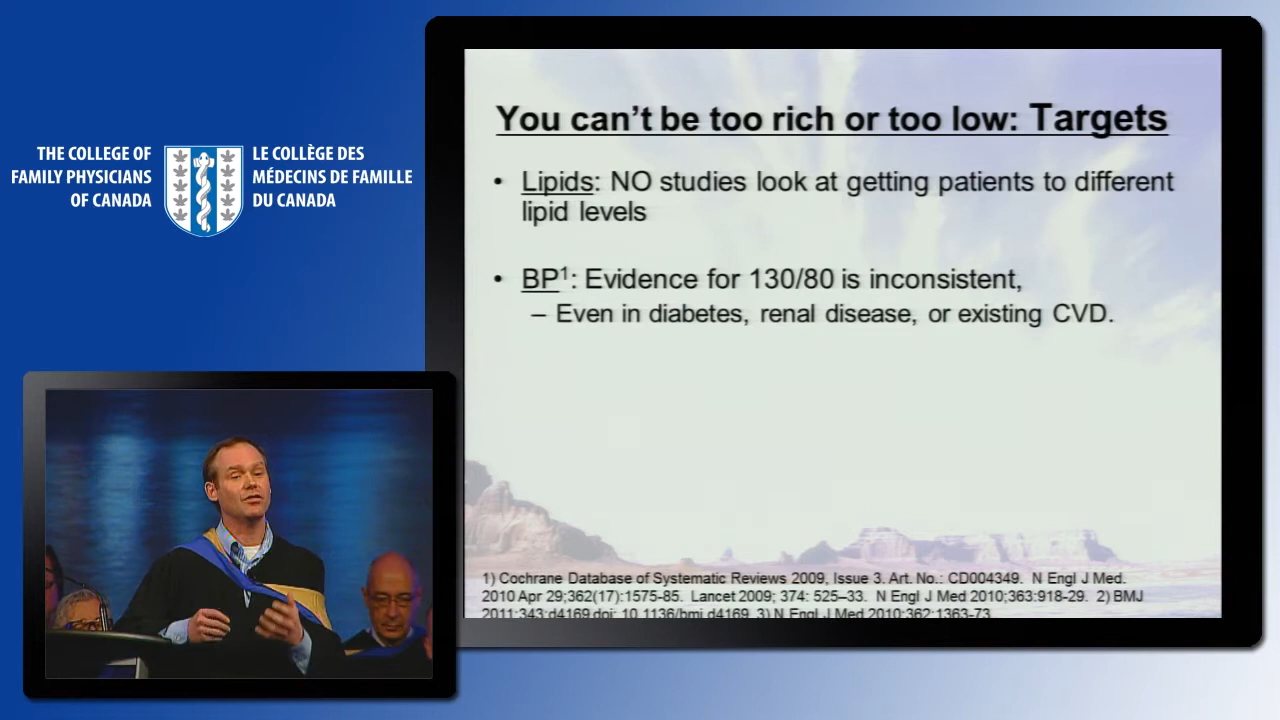 THE COLLEGE OF
FAMILY PHYSICIANS
OF CANADA
LE COLLÈGE DES
MÉDECINS DE FAMILLE
DU CANADA
You can't be too rich or too low: Targets
• Lipids: NO studies look at getting patients to different
lipid levels
• BP¹: Evidence for 130/80 is inconsistent,
– Even in diabetes, renal disease, or existing CVD.
1) Cochrane Database of Systematic Reviews 2009, Issue 3. Art. No.: CD004349. N Engl J Med.
2010 Apr 29;362(17):1575-85. Lancet 2009; 374: 525–33. N Engl J Med 2010;363:918-29. 2) BMJ
2011;343:d4169 doi: 10.1136/bmj.d4169. 3) N Engl J Med 2010;362:1363-73.